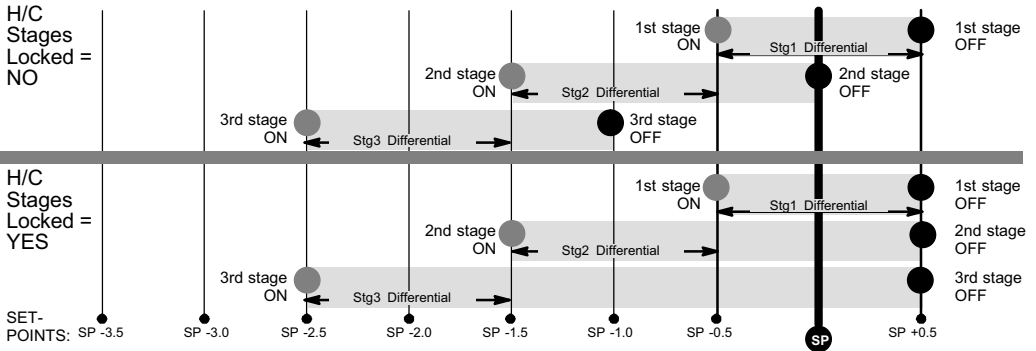 H/C
Stages
Locked =
NO
1st stage
ON
Stg1 Differential
1st stage
OFF
2nd stage
ON
Stg2 Differential
2nd stage
OFF
3rd stage
ON
Stg3 Differential
3rd stage
OFF
H/C
Stages
Locked =
YES
1st stage
ON
Stg1 Differential
1st stage
OFF
2nd stage
ON
Stg2 Differential
2nd stage
OFF
3rd stage
ON
Stg3 Differential
3rd stage
OFF
SET-
POINTS: SP -3.5 SP -3.0 SP -2.5 SP -2.0 SP -1.5 SP -1.0 SP -0.5 SP SP +0.5